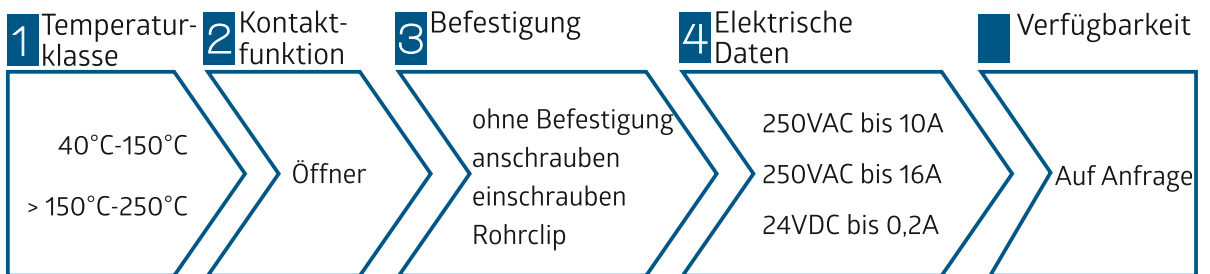 1 Temperatur-
klasse
40°C-150°C
> 150°C-250°C
2 Kontakt-
funktion
Öffner
3 Befestigung
ohne Befestigung
anschrauben
einschrauben
Rohrclip
4 Elektrische
Daten
250VAC bis 10A
250VAC bis 16A
24VDC bis 0,2A
Verfügbarkeit
Auf Anfrage